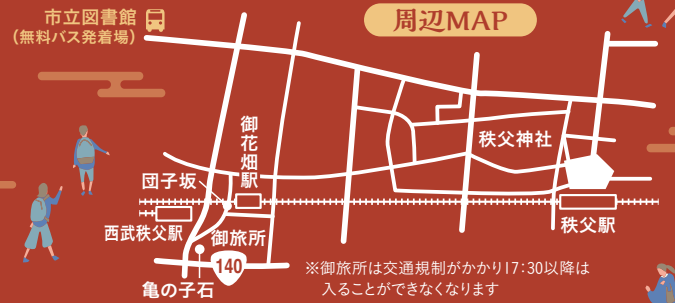 市立図書館
(無料バス発着場)
周辺MAP
御花畑駅
秩父神社
団子坂
西武秩父駅
御旅所
秩父駅
140
亀の子石
※御旅所は交通規制がかかり17:30以降は
入ることができなくなります